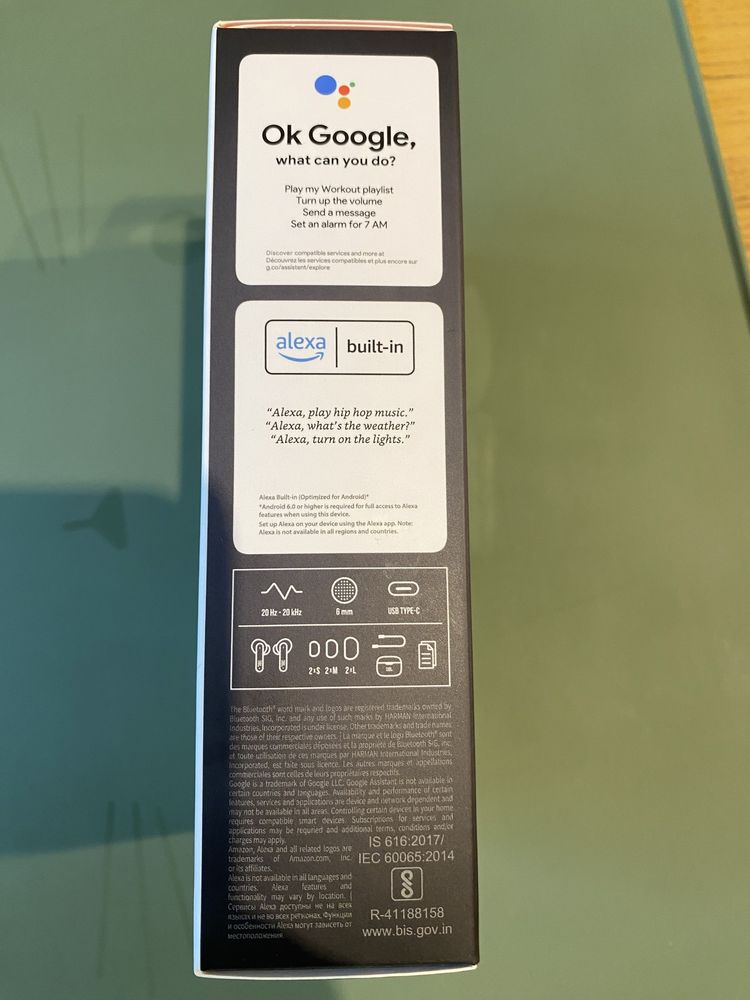 Ok Google,
what can you do?
Play my Workout playlist
Turn up the volume
Send a message
Set an alarm for 7 AM
Discover compatible services and more at
Découvrez les services compatibles et plus encore sur
g.co/assistant/explore
alexa built-in
“Alexa, play hip hop music.”
“Alexa, what's the weather?”
“Alexa, turn on the lights.”
Alexa Built-in (Optimized for Android)*
*Android 6.0 or higher is required for full access to Alexa
features when using this device.
Set up Alexa on your device using the Alexa app. Note:
Alexa is not available in all regions and countries.
20 Hz - 20 kHz 6 mm USB TYPE-C
2×S 2×M 2×L JBL
The Bluetooth® word mark and logos are registered trademarks owned by
Bluetooth SIG, Inc. and any use of such marks by HARMAN International
Industries, Incorporated is under license. Other trademarks and trade names
are those of their respective owners. | La marque et le logo Bluetooth® sont
des marques commerciales déposées et la propriété de Bluetooth SIG, Inc.
et toute utilisation de ces marques par HARMAN International Industries,
Incorporated, est faite sous licence. Les autres marques et appellations
commerciales sont celles de leurs propriétaires respectifs.
Google is a trademark of Google LLC. Google Assistant is not available in
certain countries and languages. Availability and performance of certain
features, services and applications are device and network dependent and
may not be available in all areas. Controlling certain devices in your home
requires compatible smart devices. Subscriptions for services and
applications may be required and additional terms, conditions and/or
charges may apply.
Amazon, Alexa and all related logos are
trademarks of Amazon.com, Inc.
or its affiliates.
Alexa is not available in all languages and
countries. Alexa features and
functionality may vary by location. |
Сервисы Alexa доступны не на всех
языках и не во всех регионах. Функции
и особенности Alexa могут зависеть от
местоположения.
IS 616:2017/
IEC 60065:2014
R-41188158
www.bis.gov.in